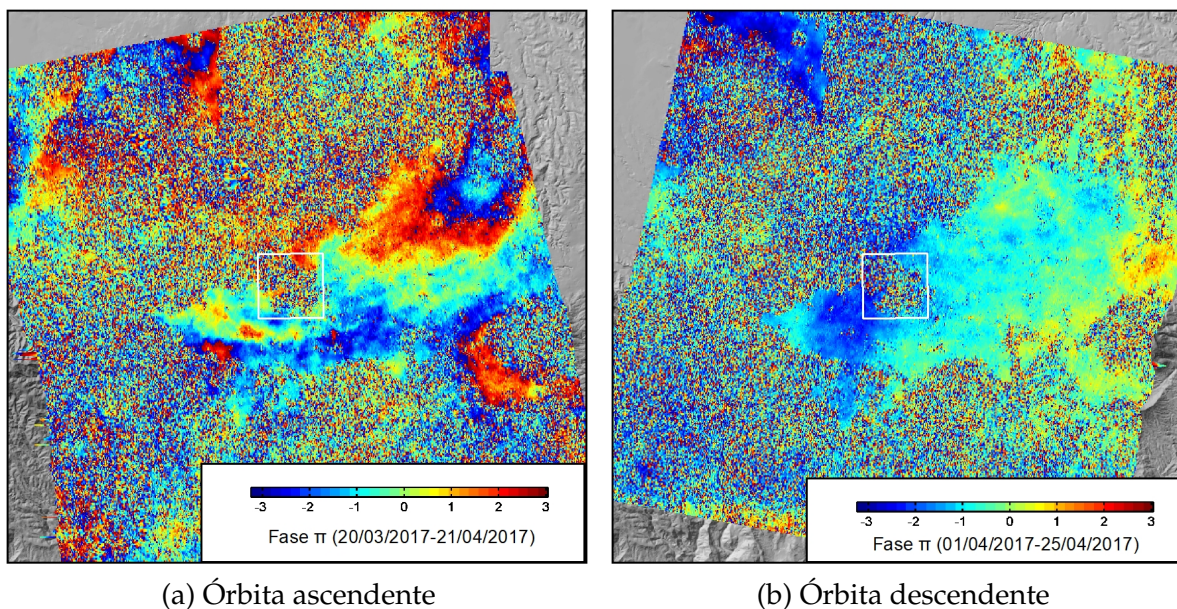 -3 -2 -1 0 1 2 3
Fase π (20/03/2017-21/04/2017)
-3 -2 -1 0 1 2 3
Fase π (01/04/2017-25/04/2017)
(a) Órbita ascendente
(b) Órbita descendente